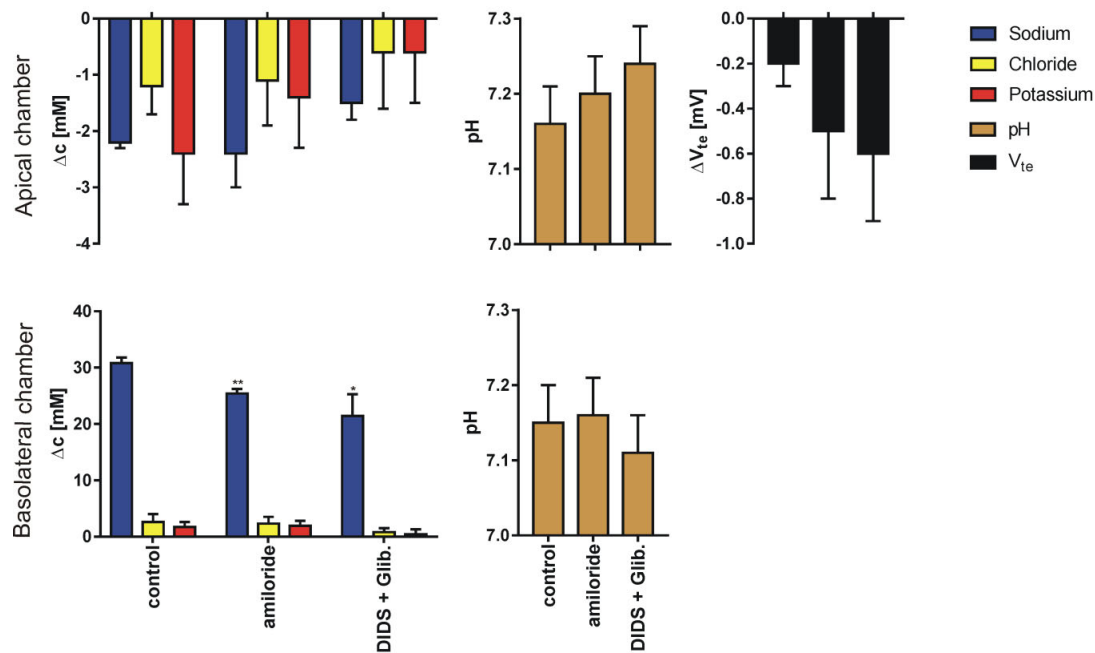 Apical chamber
Δc [mM]
0
-1
-2
-3
-4
pH
7.3
7.2
7.1
7.0
ΔVte [mV]
0.0
-0.2
-0.4
-0.6
-0.8
-1.0
Sodium
Chloride
Potassium
pH
Vte
Basolateral chamber
Δc [mM]
40
30
20
10
0
**
*
control
amiloride
DIDS + Glib.
pH
7.3
7.2
7.1
7.0
control
amiloride
DIDS + Glib.